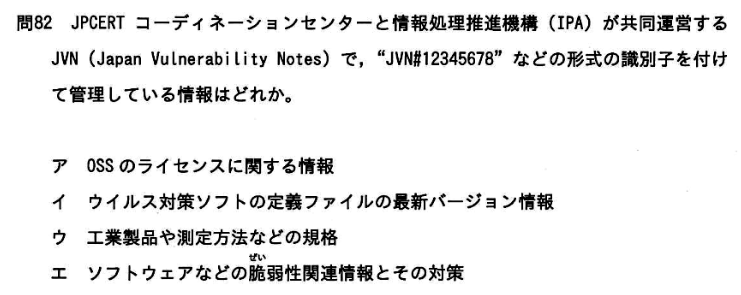 問82 JPCERT コーディネーションセンターと情報処理推進機構（IPA）が共同運営する
JVN（Japan Vulnerability Notes）で，“JVN#12345678”などの形式の識別子を付け
て管理している情報はどれか。
ア OSSのライセンスに関する情報
イ ウイルス対策ソフトの定義ファイルの最新バージョン情報
ウ 工業製品や測定方法などの規格
ぜい
エ ソフトウェアなどの脆弱性関連情報とその対策